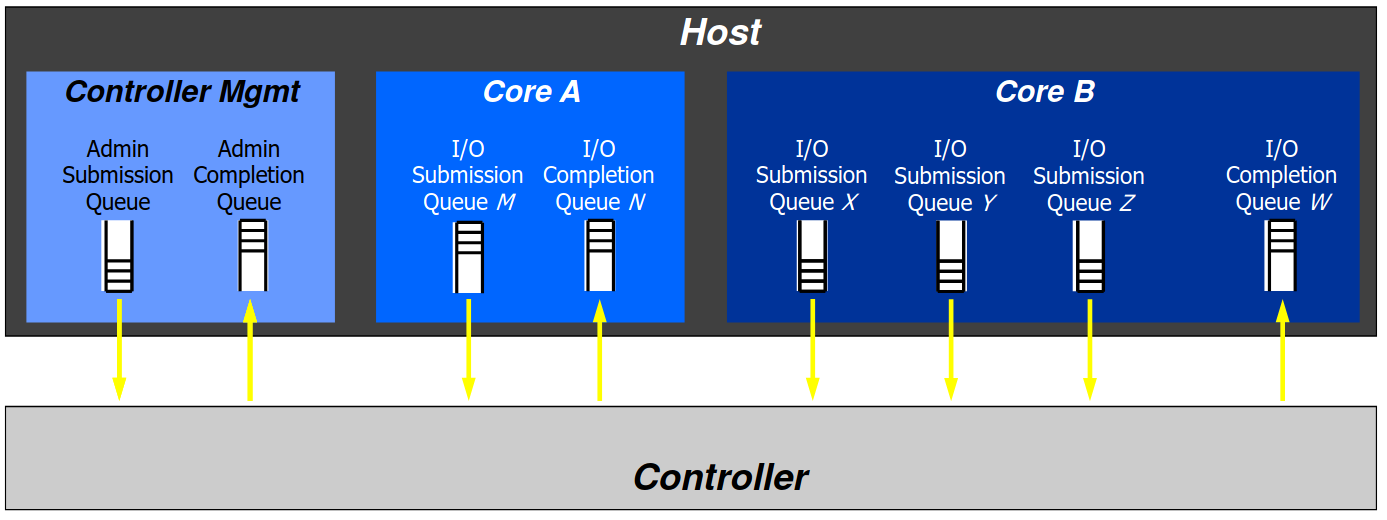 Host
Controller Mgmt
Admin
Submission
Queue
Admin
Completion
Queue
Core A
I/O
Submission
Queue M
I/O
Completion
Queue N
Core B
I/O
Submission
Queue X
I/O
Submission
Queue Y
I/O
Submission
Queue Z
I/O
Completion
Queue W
Controller